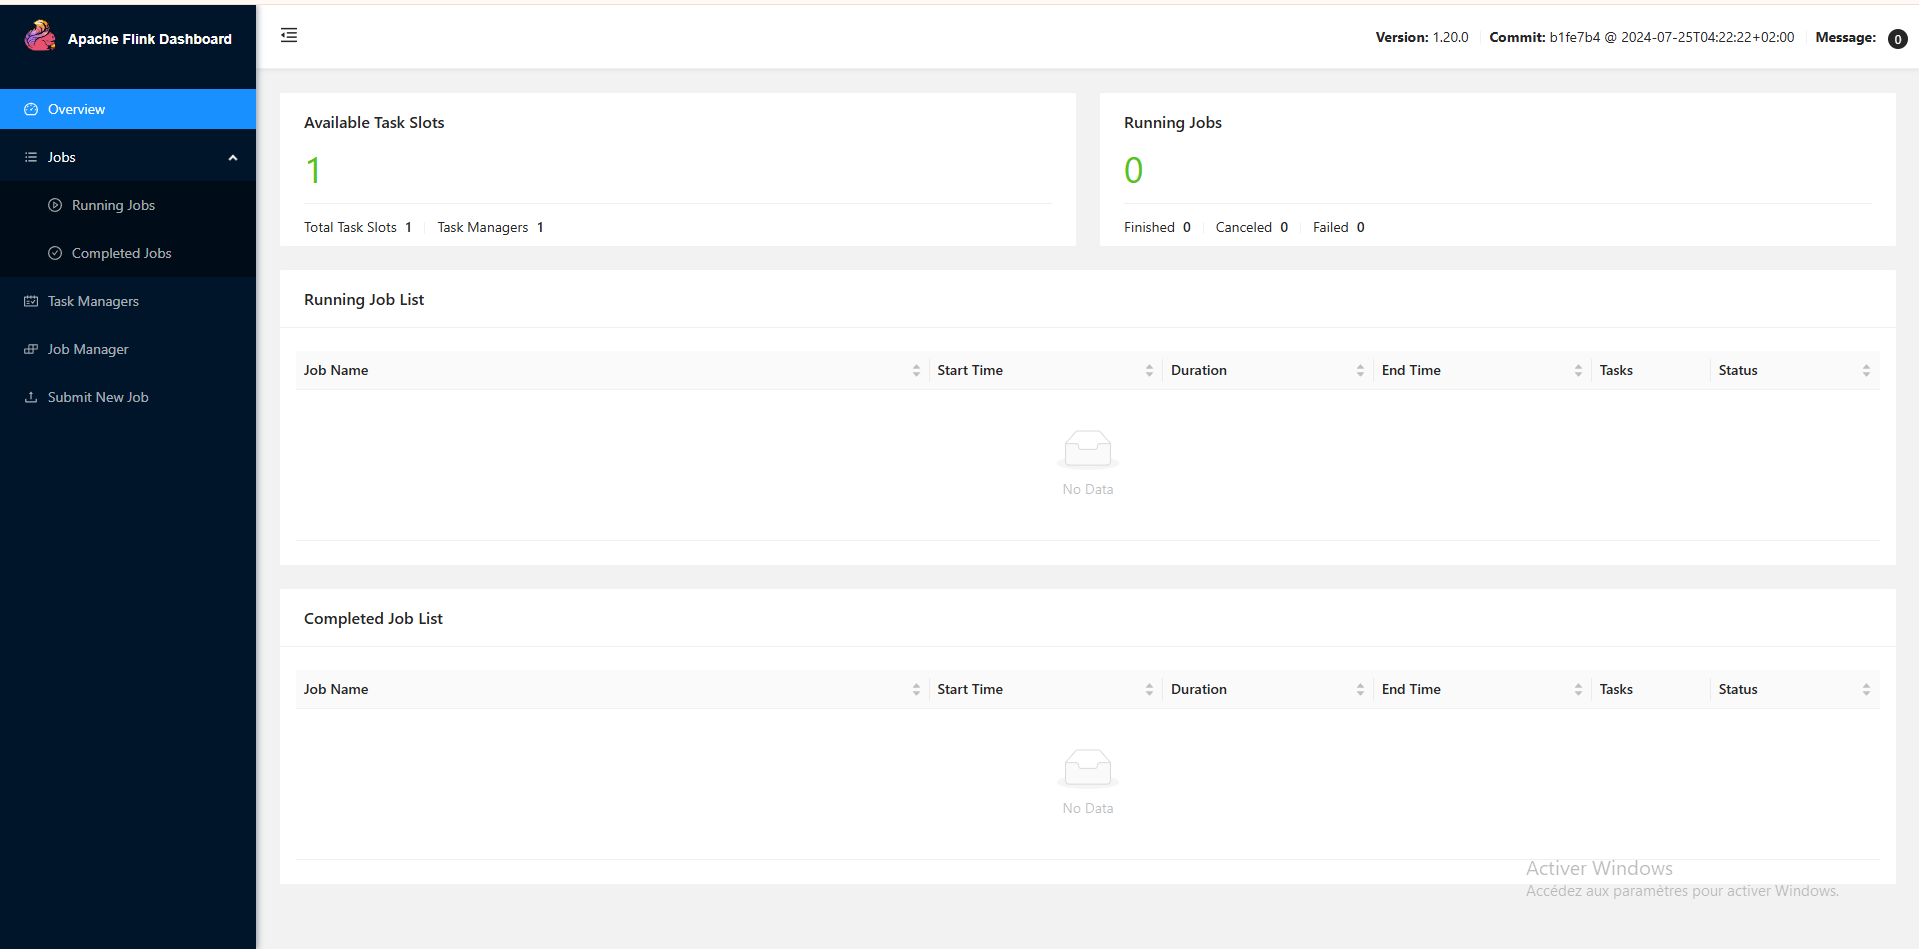 Apache Flink Dashboard
Version: 1.20.0 Commit: b1fe7b4 @ 2024-07-25T04:22:22+02:00 Message: 0
Overview
Jobs
Running Jobs
Completed Jobs
Task Managers
Job Manager
Submit New Job
Available Task Slots
1
Total Task Slots 1 Task Managers 1
Running Jobs
0
Finished 0 Canceled 0 Failed 0
Running Job List
Job Name Start Time Duration End Time Tasks Status
No Data
Completed Job List
Job Name Start Time Duration End Time Tasks Status
No Data
Activer Windows
Accédez aux paramètres pour activer Windows.